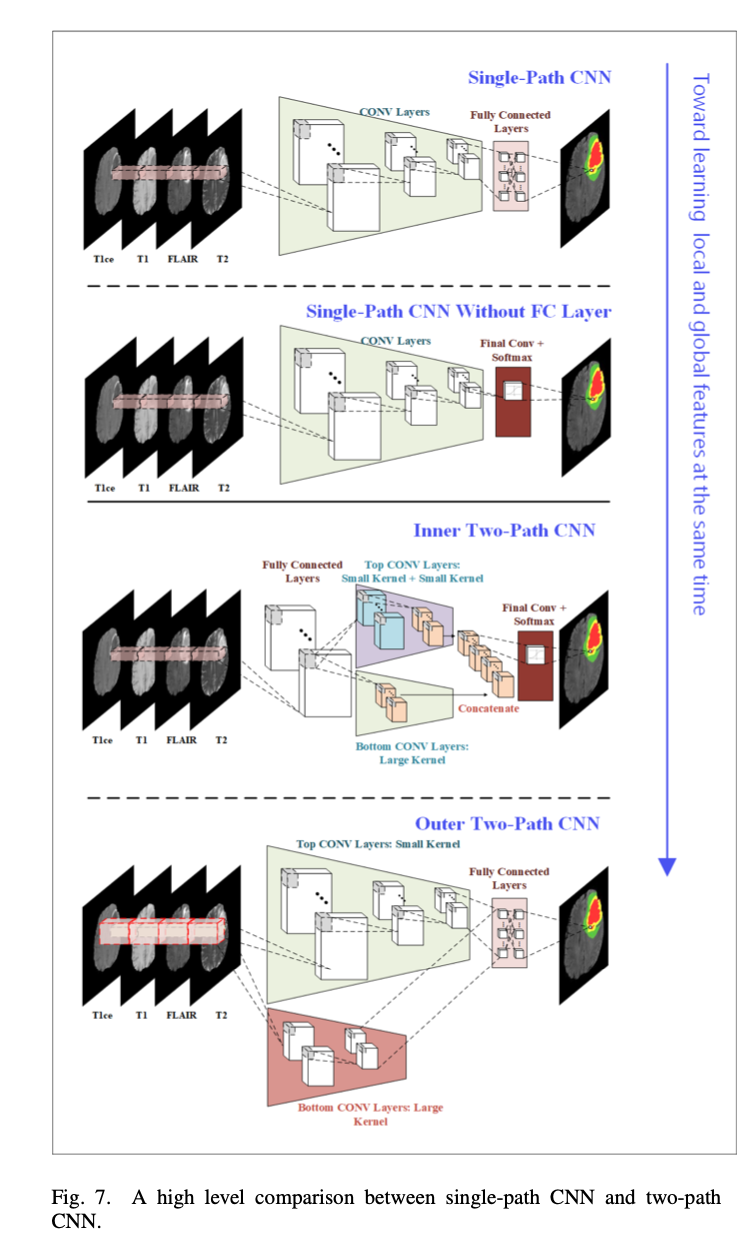 Single-Path CNN
CONV Layers
Fully Connected
Layers
T1ce T1 FLAIR T2
Single-Path CNN Without FC Layer
CONV Layers
Final Conv +
Softmax
T1ce T1 FLAIR T2
Inner Two-Path CNN
Fully Connected
Layers
Top CONV Layers:
Small Kernel + Small Kernel
Final Conv +
Softmax
Concatenate
T1ce T1 FLAIR T2
Bottom CONV Layers:
Large Kernel
Outer Two-Path CNN
Top CONV Layers: Small Kernel
Fully Connected
Layers
T1ce T1 FLAIR T2
Bottom CONV Layers: Large
Kernel
Toward learning local and global features at the same time
Fig. 7. A high level comparison between single-path CNN and two-path
CNN.